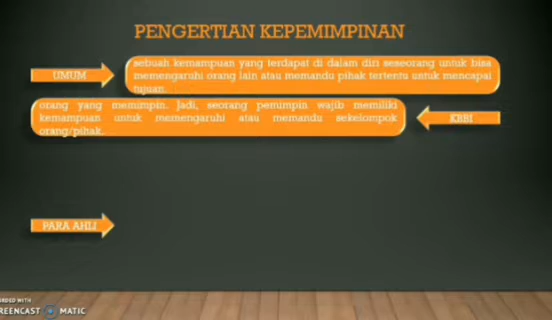 PENGERTIAN KEPEMIMPINAN
UMUM
sebuah kemampuan yang terdapat di dalam diri seseorang untuk bisa
memengaruhi orang lain atau memandu pihak tertentu untuk mencapai
tujuan.
orang yang memimpin. Jadi, seorang pemimpin wajib memiliki
kemampuan untuk memengaruhi atau memandu sekelompok
orang/pihak.
KBBI
PARA AHLI
ORDED WITH
REENCAST MATIC